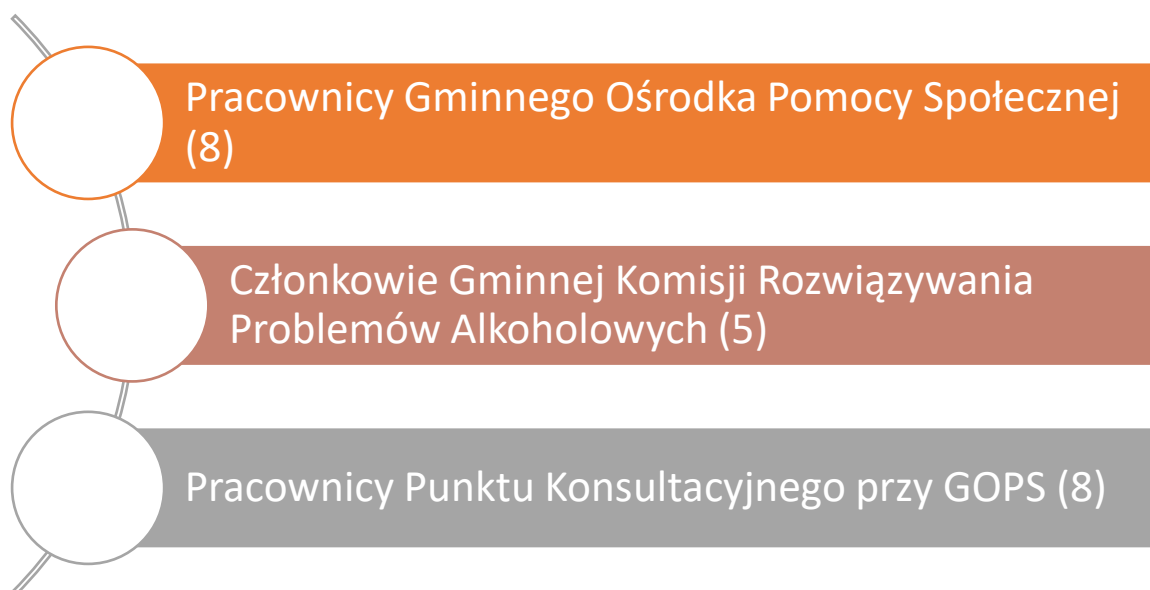 Pracownicy Gminnego Ośrodka Pomocy Społecznej
(8)
Członkowie Gminnej Komisji Rozwiązywania
Problemów Alkoholowych (5)
Pracownicy Punktu Konsultacyjnego przy GOPS (8)